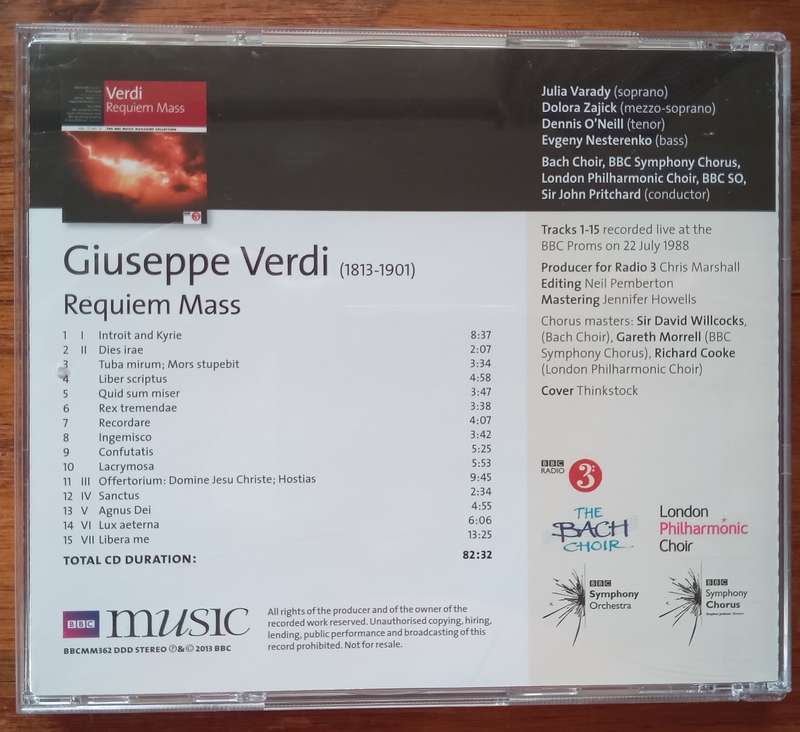 Verdi
Requiem Mass
THE BBC MUSIC MAGAZINE COLLECTION
Julia Varady (soprano)
Dolora Zajick (mezzo-soprano)
Dennis O'Neill (tenor)
Evgeny Nesterenko (bass)
Bach Choir, BBC Symphony Chorus,
London Philharmonic Choir, BBC SO,
Sir John Pritchard (conductor)
Giuseppe Verdi (1813-1901)
Requiem Mass
1 I Introit and Kyrie 8:37
2 II Dies irae 2:07
3 Tuba mirum; Mors stupebit 3:34
4 Liber scriptus 4:58
5 Quid sum miser 3:47
6 Rex tremendae 3:38
7 Recordare 4:07
8 Ingemisco 3:42
9 Confutatis 5:25
10 Lacrymosa 5:53
11 III Offertorium: Domine Jesu Christe; Hostias 9:45
12 IV Sanctus 2:34
13 V Agnus Dei 4:55
14 VI Lux aeterna 6:06
15 VII Libera me 13:25
TOTAL CD DURATION: 82:32
BBC music
BBCMM362 DDD STEREO ℗&© 2013 BBC
All rights of the producer and of the owner of the
recorded work reserved. Unauthorised copying, hiring,
lending, public performance and broadcasting of this
record prohibited. Not for resale.
Tracks 1-15 recorded live at the
BBC Proms on 22 July 1988
Producer for Radio 3 Chris Marshall
Editing Neil Pemberton
Mastering Jennifer Howells
Chorus masters: Sir David Willcocks,
(Bach Choir), Gareth Morrell (BBC
Symphony Chorus), Richard Cooke
(London Philharmonic Choir)
Cover Thinkstock
BBC
RADIO 3
THE
BACH
CHOIR
London
Philharmonic
Choir
BBC
Symphony
Orchestra
BBC
Symphony
Chorus